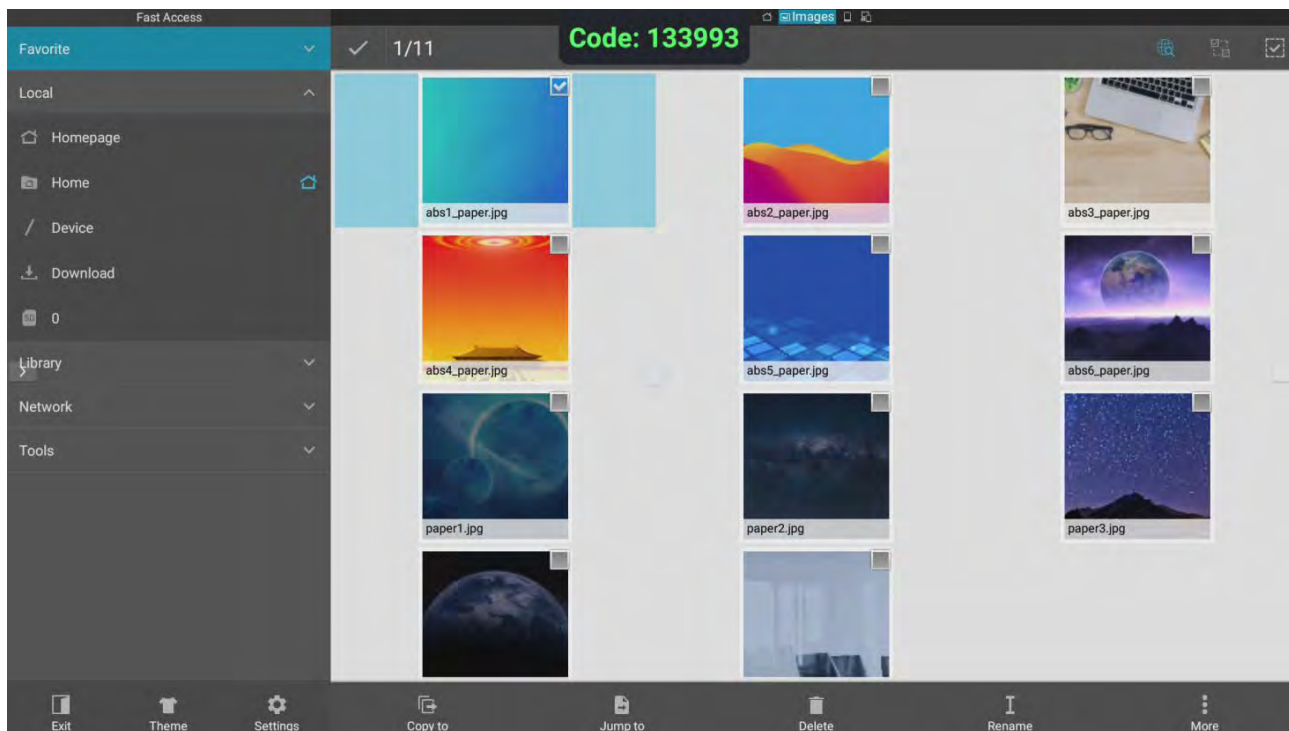 Fast Access
Images
Favorite
1/11
Code: 133993
Local
Homepage
Home
Device
Download
0
Library
Network
Tools
abs1_paper.jpg
abs2_paper.jpg
abs3_paper.jpg
abs4_paper.jpg
abs5_paper.jpg
abs6_paper.jpg
paper1.jpg
paper2.jpg
paper3.jpg
Exit
Theme
Settings
Copy to
Jump to
Delete
Rename
More